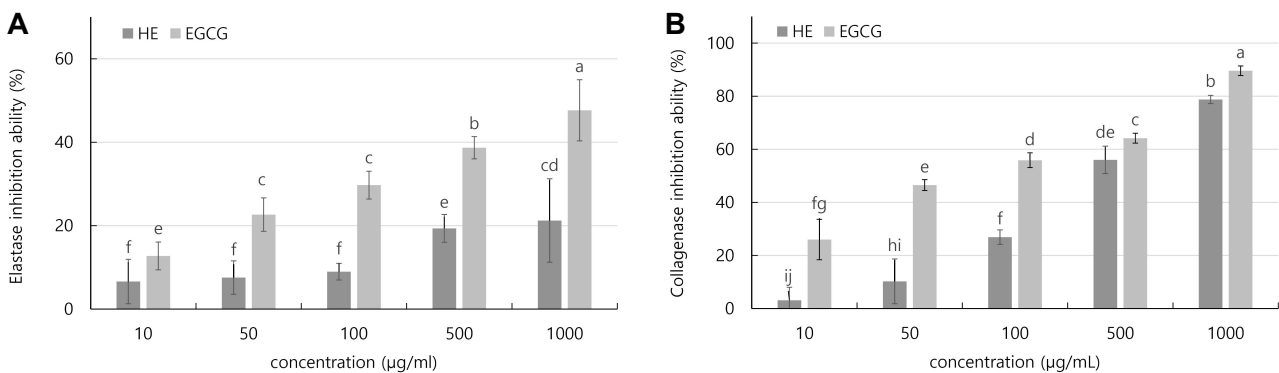 A
HE EGCG
Elastase inhibition ability (%)
60
40
20
0
f e f c f c e b cd a
10 50 100 500 1000
concentration (μg/ml)
B
HE EGCG
Collagenase inhibition ability (%)
100
80
60
40
20
0
ij fg hi e f d de c b a
10 50 100 500 1000
concentration (μg/mL)